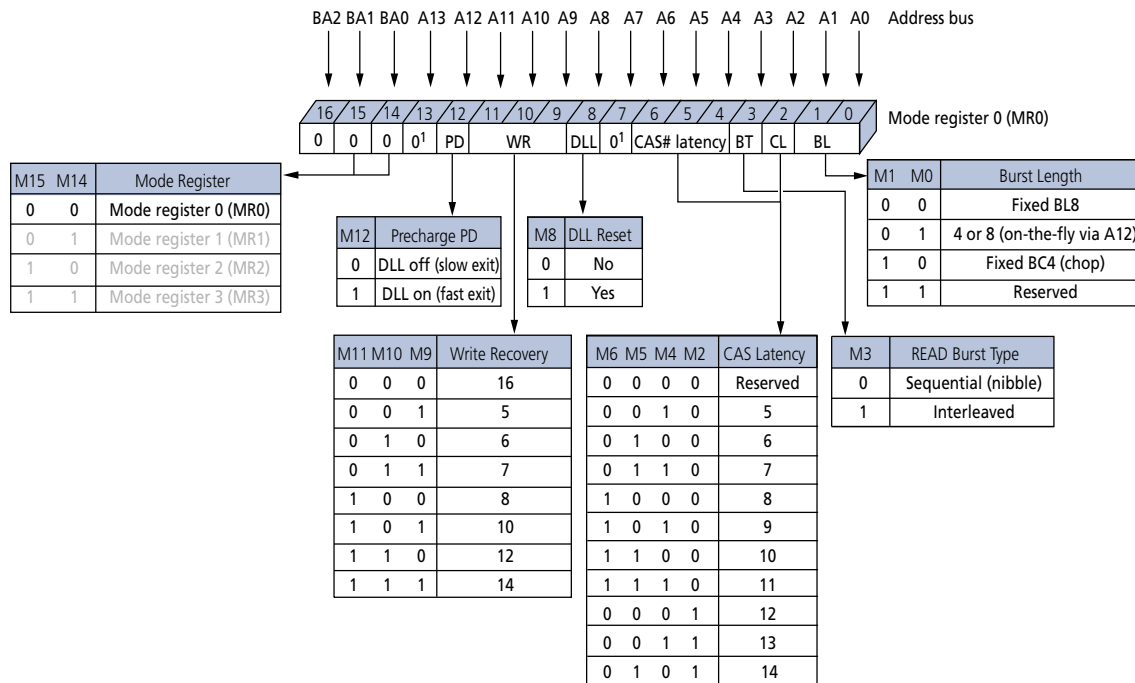 BA2 BA1 BA0 A13 A12 A11 A10 A9 A8 A7 A6 A5 A4 A3 A2 A1 A0 Address bus
16 15 14 13 12 11 10 9 8 7 6 5 4 3 2 1 0
Mode register 0 (MR0)
0 0 0 0¹ PD WR DLL 0¹ CAS# latency BT CL BL
M15 M14 Mode Register
0 0 Mode register 0 (MR0)
0 1 Mode register 1 (MR1)
1 0 Mode register 2 (MR2)
1 1 Mode register 3 (MR3)
M12 Precharge PD
0 DLL off (slow exit)
1 DLL on (fast exit)
M8 DLL Reset
0 No
1 Yes
M1 M0 Burst Length
0 0 Fixed BL8
0 1 4 or 8 (on-the-fly via A12)
1 0 Fixed BC4 (chop)
1 1 Reserved
M11 M10 M9 Write Recovery
0 0 0 16
0 0 1 5
0 1 0 6
0 1 1 7
1 0 0 8
1 0 1 10
1 1 0 12
1 1 1 14
M6 M5 M4 M2 CAS Latency
0 0 0 0 Reserved
0 0 1 0 5
0 1 0 0 6
0 1 1 0 7
1 0 0 0 8
1 0 1 0 9
1 1 0 0 10
1 1 1 0 11
0 0 0 1 12
0 0 1 1 13
0 1 0 1 14
M3 READ Burst Type
0 Sequential (nibble)
1 Interleaved